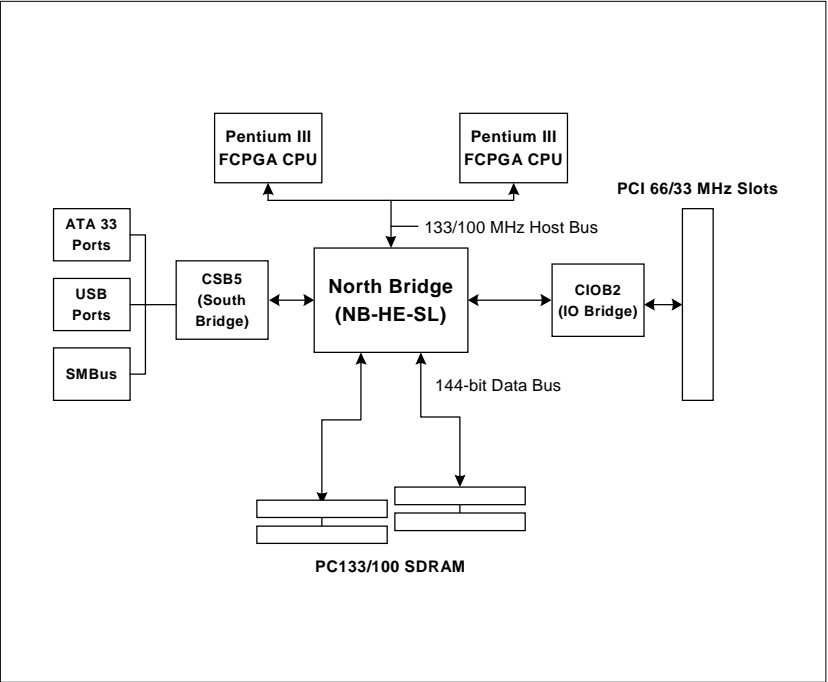 Pentium III
FCPGA CPU
Pentium III
FCPGA CPU
PCI 66/33 MHz Slots
ATA 33
Ports
133/100 MHz Host Bus
USB
Ports
CSB5
(South
Bridge)
North Bridge
(NB-HE-SL)
CIOB2
(IO Bridge)
SMBus
144-bit Data Bus
PC133/100 SDRAM